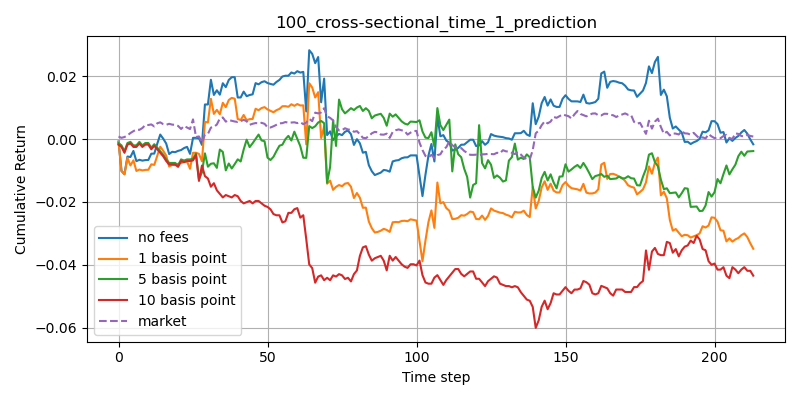 100_cross-sectional_time_1_prediction
Cumulative Return
0.02
0.00
−0.02
−0.04
−0.06
no fees
1 basis point
5 basis point
10 basis point
market
0 50 100 150 200
Time step